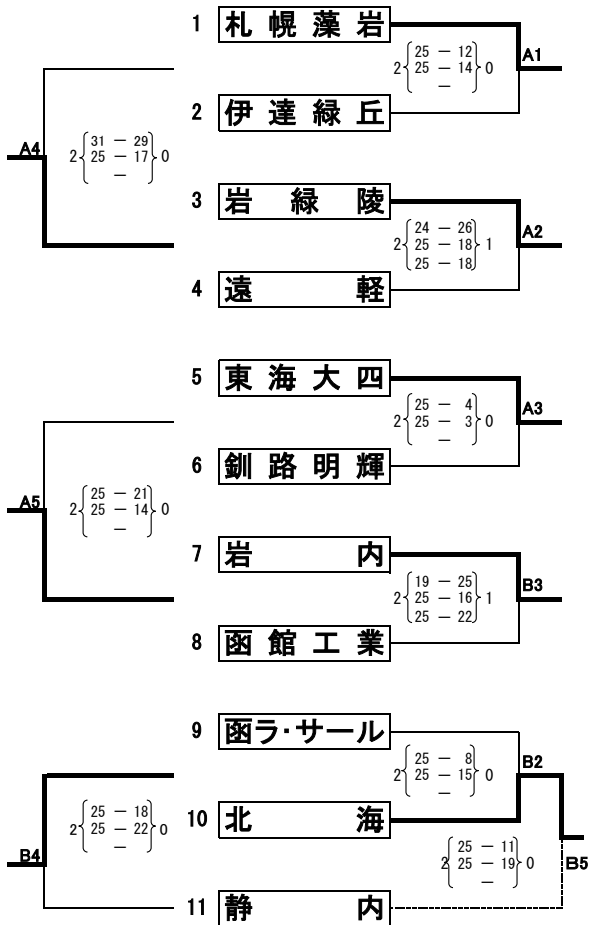 1 札幌藻岩
25 － 12
2 25 － 14 0
－
A1
2 伊達緑丘
A4
31 － 29
2 25 － 17 0
－
3 岩緑陵
24 － 26
2 25 － 18 1
25 － 18
A2
4 遠軽
5 東海大四
25 － 4
2 25 － 3 0
－
A3
6 釧路明輝
A5
25 － 21
2 25 － 14 0
－
7 岩内
19 － 25
2 25 － 16 1
25 － 22
B3
8 函館工業
9 函ラ・サール
25 － 8
2 25 － 15 0
－
B2
10 北海
B4
25 － 18
2 25 － 22 0
－
25 － 11
2 25 － 19 0
－
B5
11 静内